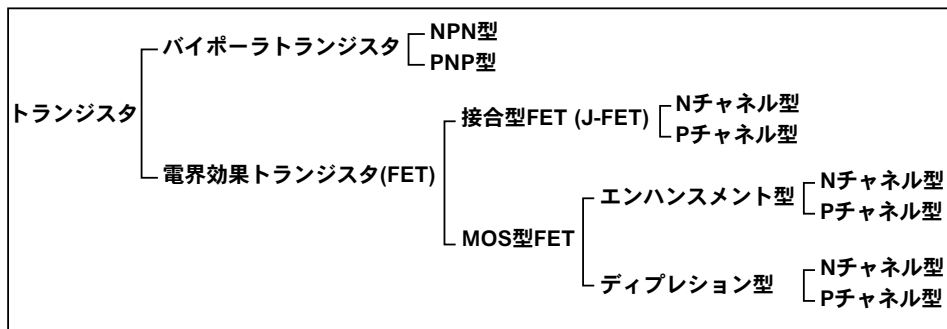 NPN型
バイポーラトランジスタ
PNP型
Nチャネル型
接合型FET (J-FET)
Pチャネル型
トランジスタ
電界効果トランジスタ(FET)
Nチャネル型
エンハンスメント型
Pチャネル型
MOS型FET
Nチャネル型
ディプレション型
Pチャネル型